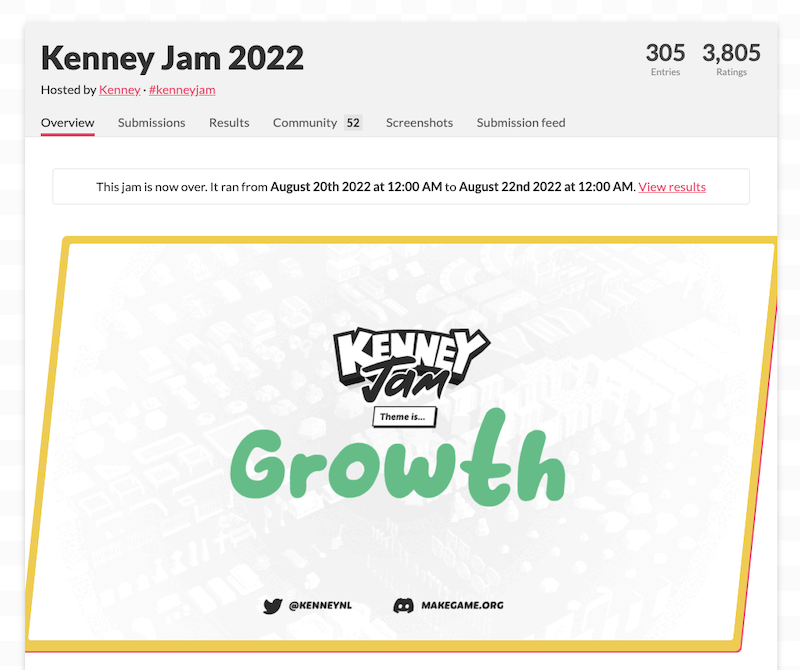 Kenney Jam 2022
305
Entries
3,805
Ratings
Hosted by Kenney · #kenneyjam
Overview Submissions Results Community 52 Screenshots Submission feed
This jam is now over. It ran from August 20th 2022 at 12:00 AM to August 22nd 2022 at 12:00 AM. View results
KENNEY
Jam
Theme is...
Growth
@KENNEYNL MAKEGAME.ORG